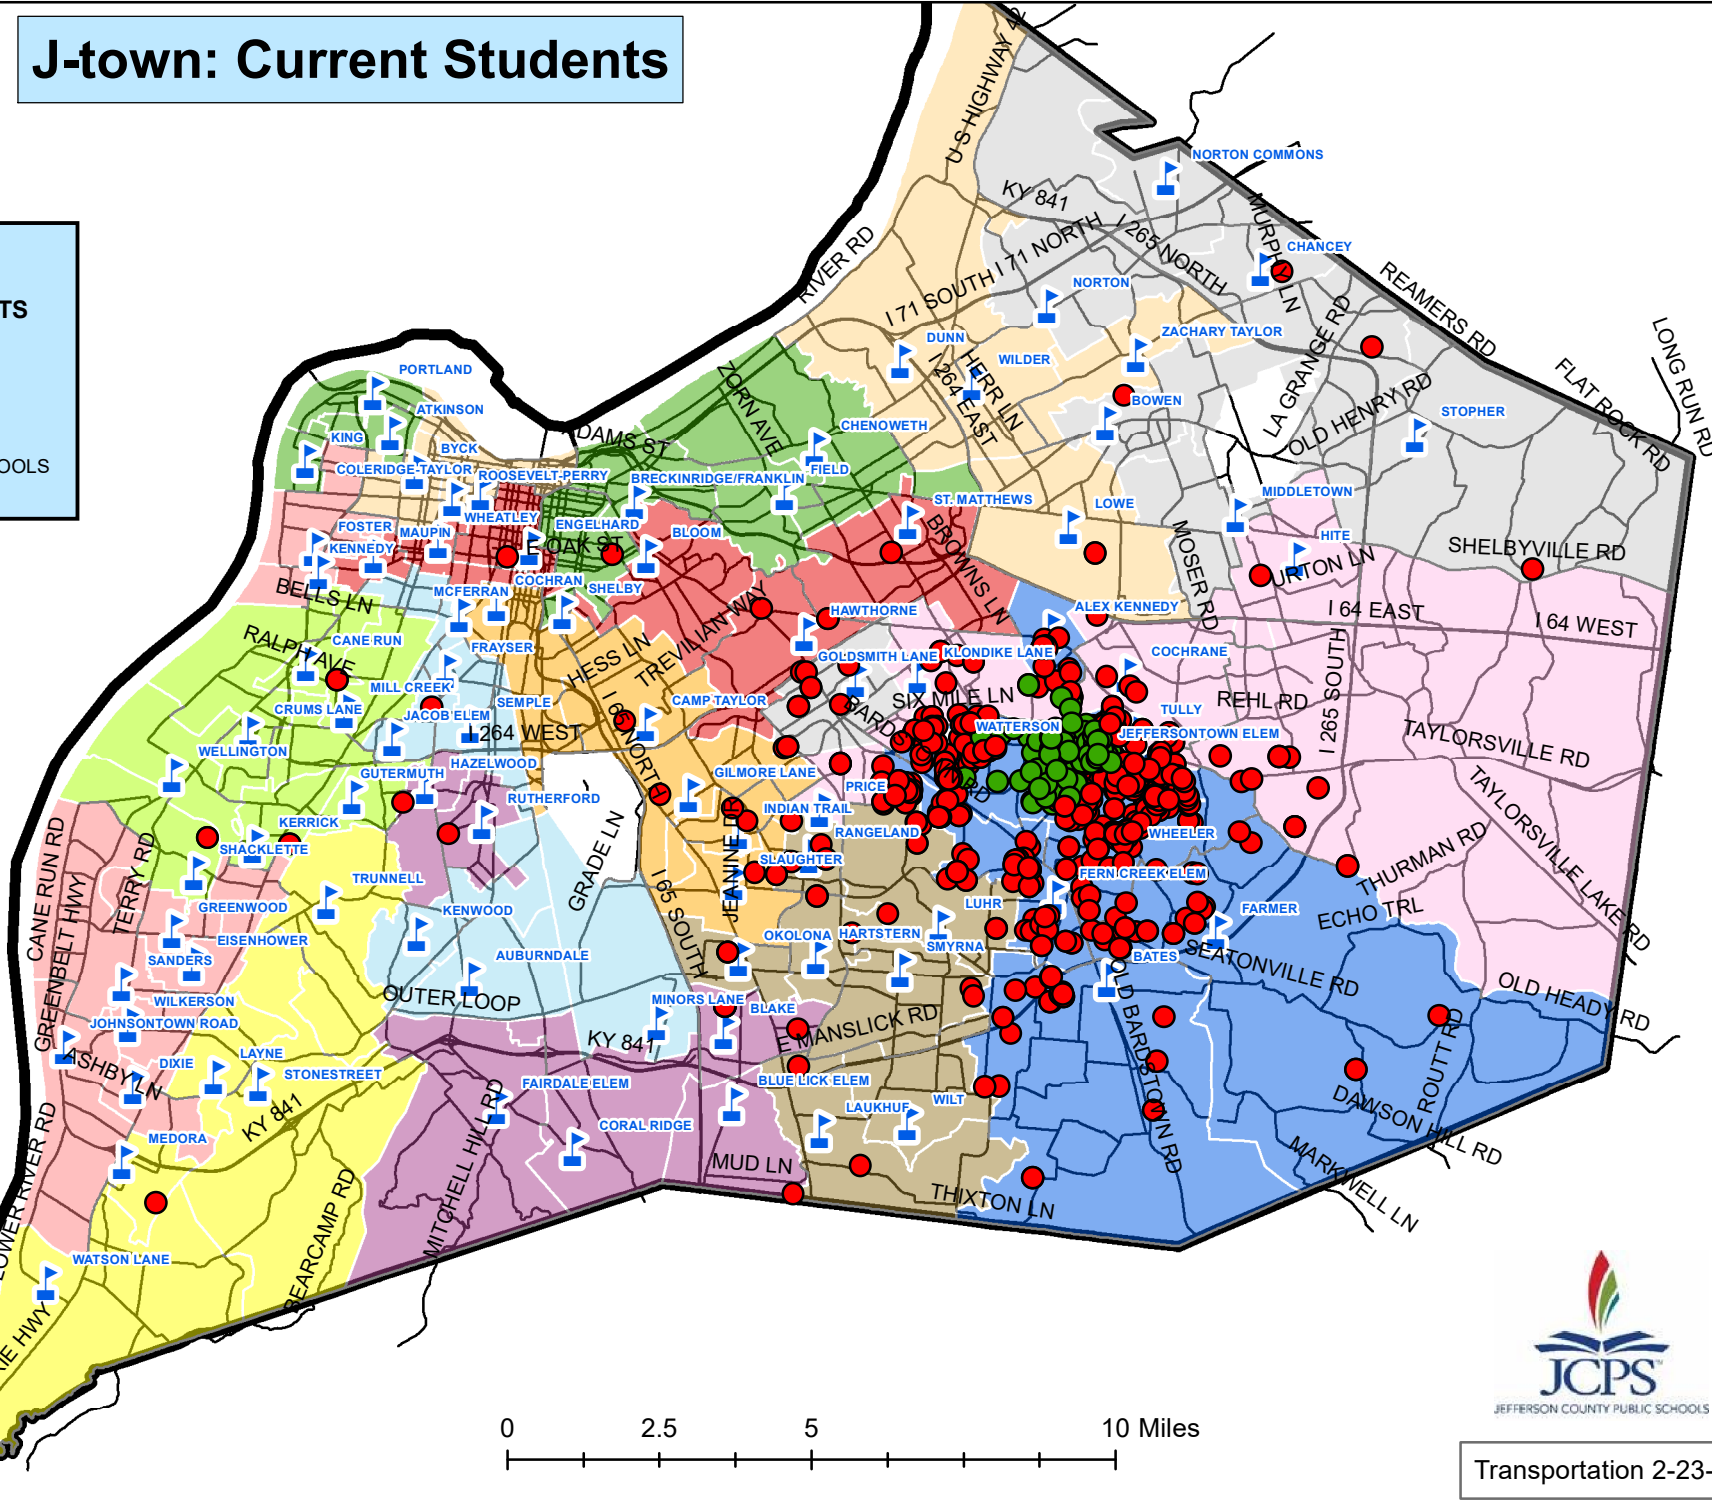 J-town: Current Students
TS
OOLS
U S HIGHWAY 42
NORTON COMMONS
KY 841
MURPHY LN
I 265 NORTH
I 71 NORTH
CHANCEY
RIVER RD
I 71 SOUTH
NORTON
REAMERS RD
LA GRANGE RD
LONG RUN RD
DUNN
ZACHARY TAYLOR
WILDER
HERR LN
I 264 EAST
FLAT ROCK RD
PORTLAND
ZORN AVE
BOWEN
OLD HENRY RD
STOPHER
ATKINSON
CHENOWETH
KING
BYCK
ADAMS ST
COLERIDGE-TAYLOR
ROOSEVELT-PERRY
BRECKINRIDGE/FRANKLIN
FIELD
ST. MATTHEWS
LOWE
MIDDLETOWN
FOSTER
MAUPIN
WHEATLEY
ENGELHARD
BLOOM
BROWNS LN
MOSER RD
HITE
KENNEDY
E OAK ST
SHELBYVILLE RD
URTON LN
BELLS LN
COCHRAN
SHELBY
MCFERRAN
HAWTHORNE
ALEX KENNEDY
I 64 EAST
I 64 WEST
RALPH AVE
CANE RUN
FRAYSER
HESS LN
TREVILIAN WAY
GOLDSMITH LANE
KLONDIKE LANE
COCHRANE
MILL CREEK
CRUMS LANE
JACOB ELEM
SEMPLE
CAMP TAYLOR
SIX MILE LN
REHL RD
I 265 SOUTH
I 65 NORTH
TULLY
WATTERSON
JEFFERSONTOWN ELEM
I 264 WEST
TAYLORSVILLE RD
WELLINGTON
GUTERMUTH
HAZELWOOD
GILMORE LANE
PRICE
RUTHERFORD
INDIAN TRAIL
TAYLORSVILLE LAKE RD
KERRICK
SHACKLETTE
RANGELAND
WHEELER
CANE RUN RD
TERRY RD
GRADE LN
JEANINE DR
SLAUGHTER
THURMAN RD
TRUNNELL
FERN CREEK ELEM
GREENBELT HWY
GREENWOOD
KENWOOD
LUHR
FARMER
ECHO TRL
EISENHOWER
I 65 SOUTH
OKOLONA
HARTSTERN
SMYRNA
SANDERS
AUBURNDALE
BATES
SEATONVILLE RD
WILKERSON
OUTER LOOP
MINORS LANE
BLAKE
OLD HEADY RD
JOHNSONTOWN ROAD
KY 841
E MANSLICK RD
OLD BARDSTOWN RD
ASHBY LN
DIXIE
LAYNE
STONESTREET
FAIRDALE ELEM
BLUE LICK ELEM
ROUTT RD
LAUKHUF
WILT
DAWSON HILL RD
KY 841
CORAL RIDGE
MEDORA
MITCHELL HILL RD
MUD LN
MARKWELL LN
LOWER RIVER RD
BEARCAMP RD
THIXTON LN
WATSON LANE
IE HWY
JCPS
JEFFERSON COUNTY PUBLIC SCHOOLS
0 2.5 5 10 Miles
Transportation 2-23-